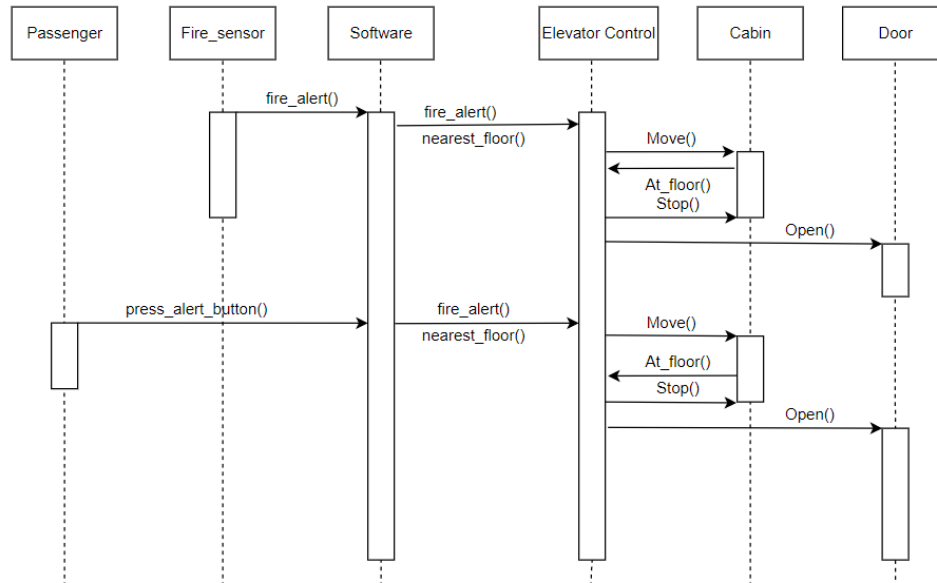 Passenger
Fire_sensor
Software
Elevator Control
Cabin
Door
fire_alert()
fire_alert()
nearest_floor()
Move()
At_floor()
Stop()
Open()
press_alert_button()
fire_alert()
nearest_floor()
Move()
At_floor()
Stop()
Open()